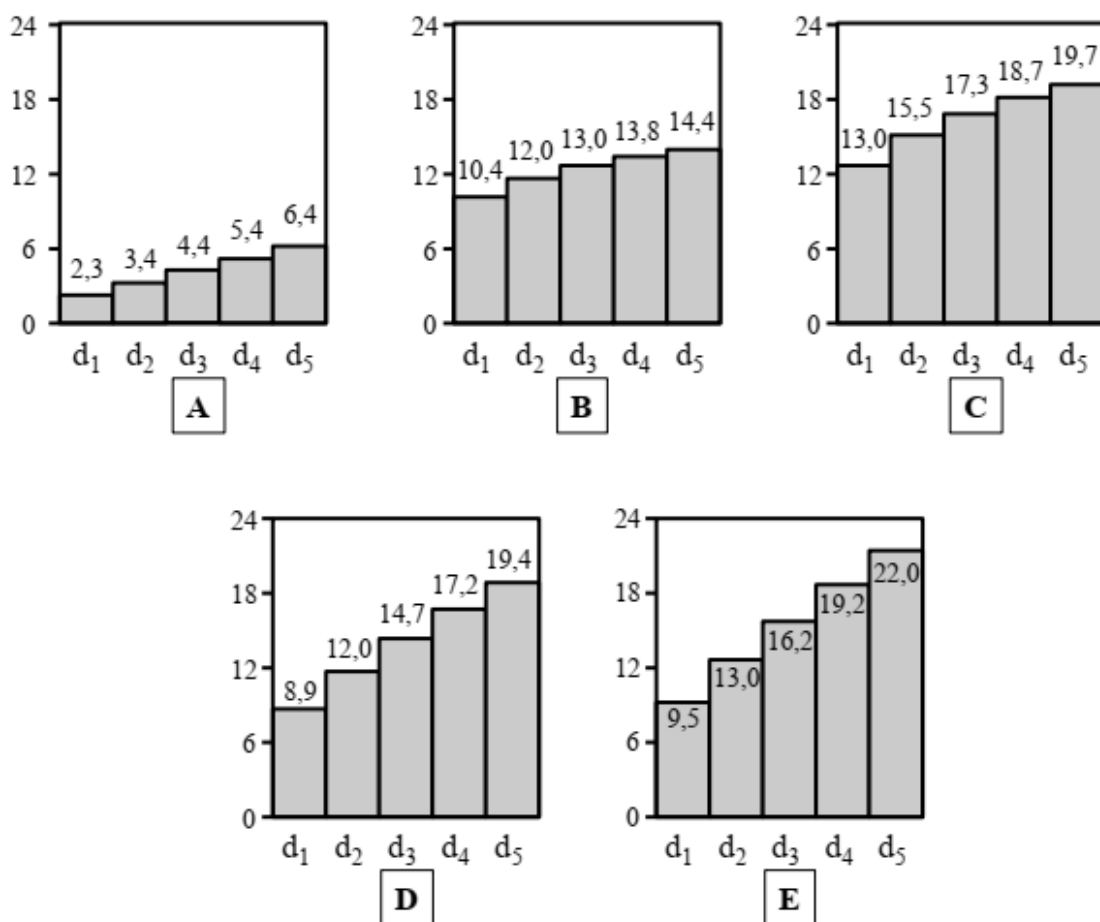 24 18 12 6 0
2,3 3,4 4,4 5,4 6,4
d1 d2 d3 d4 d5
A
24 18 12 6 0
10,4 12,0 13,0 13,8 14,4
d1 d2 d3 d4 d5
B
24 18 12 6 0
13,0 15,5 17,3 18,7 19,7
d1 d2 d3 d4 d5
C
24 18 12 6 0
8,9 12,0 14,7 17,2 19,4
d1 d2 d3 d4 d5
D
24 18 12 6 0
9,5 13,0 16,2 19,2 22,0
d1 d2 d3 d4 d5
E